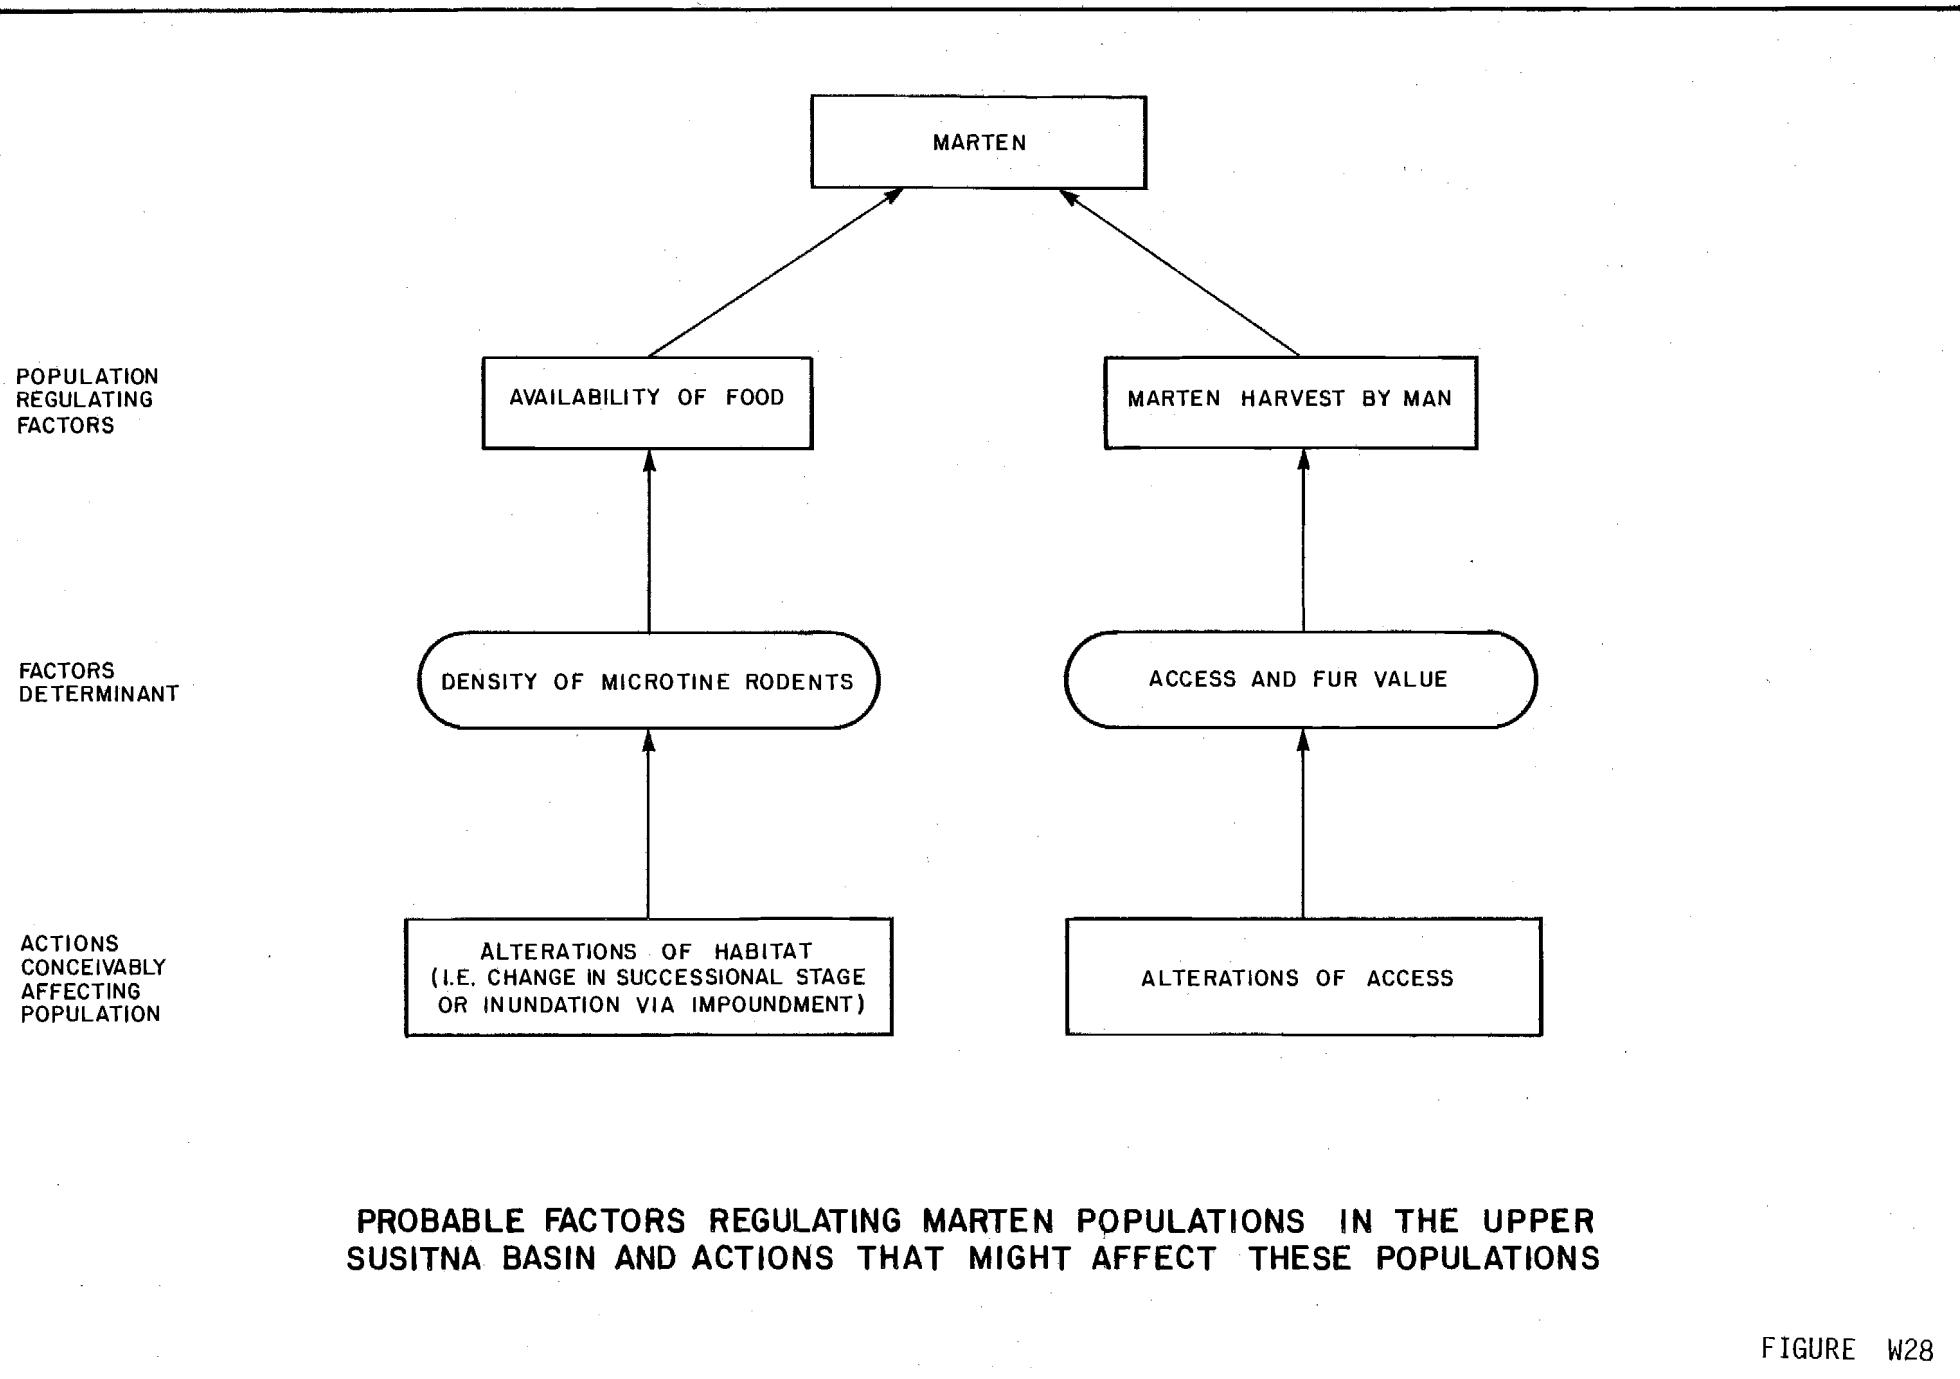 MARTEN
POPULATION
REGULATING
FACTORS
AVAILABILITY OF FOOD
MARTEN HARVEST BY MAN
FACTORS
DETERMINANT
DENSITY OF MICROTINE RODENTS
ACCESS AND FUR VALUE
ACTIONS
CONCEIVABLY
AFFECTING
POPULATION
ALTERATIONS OF HABITAT
(I.E. CHANGE IN SUCCESSIONAL STAGE
OR INUNDATION VIA IMPOUNDMENT)
ALTERATIONS OF ACCESS
PROBABLE FACTORS REGULATING MARTEN POPULATIONS IN THE UPPER
SUSITNA BASIN AND ACTIONS THAT MIGHT AFFECT THESE POPULATIONS
FIGURE W28